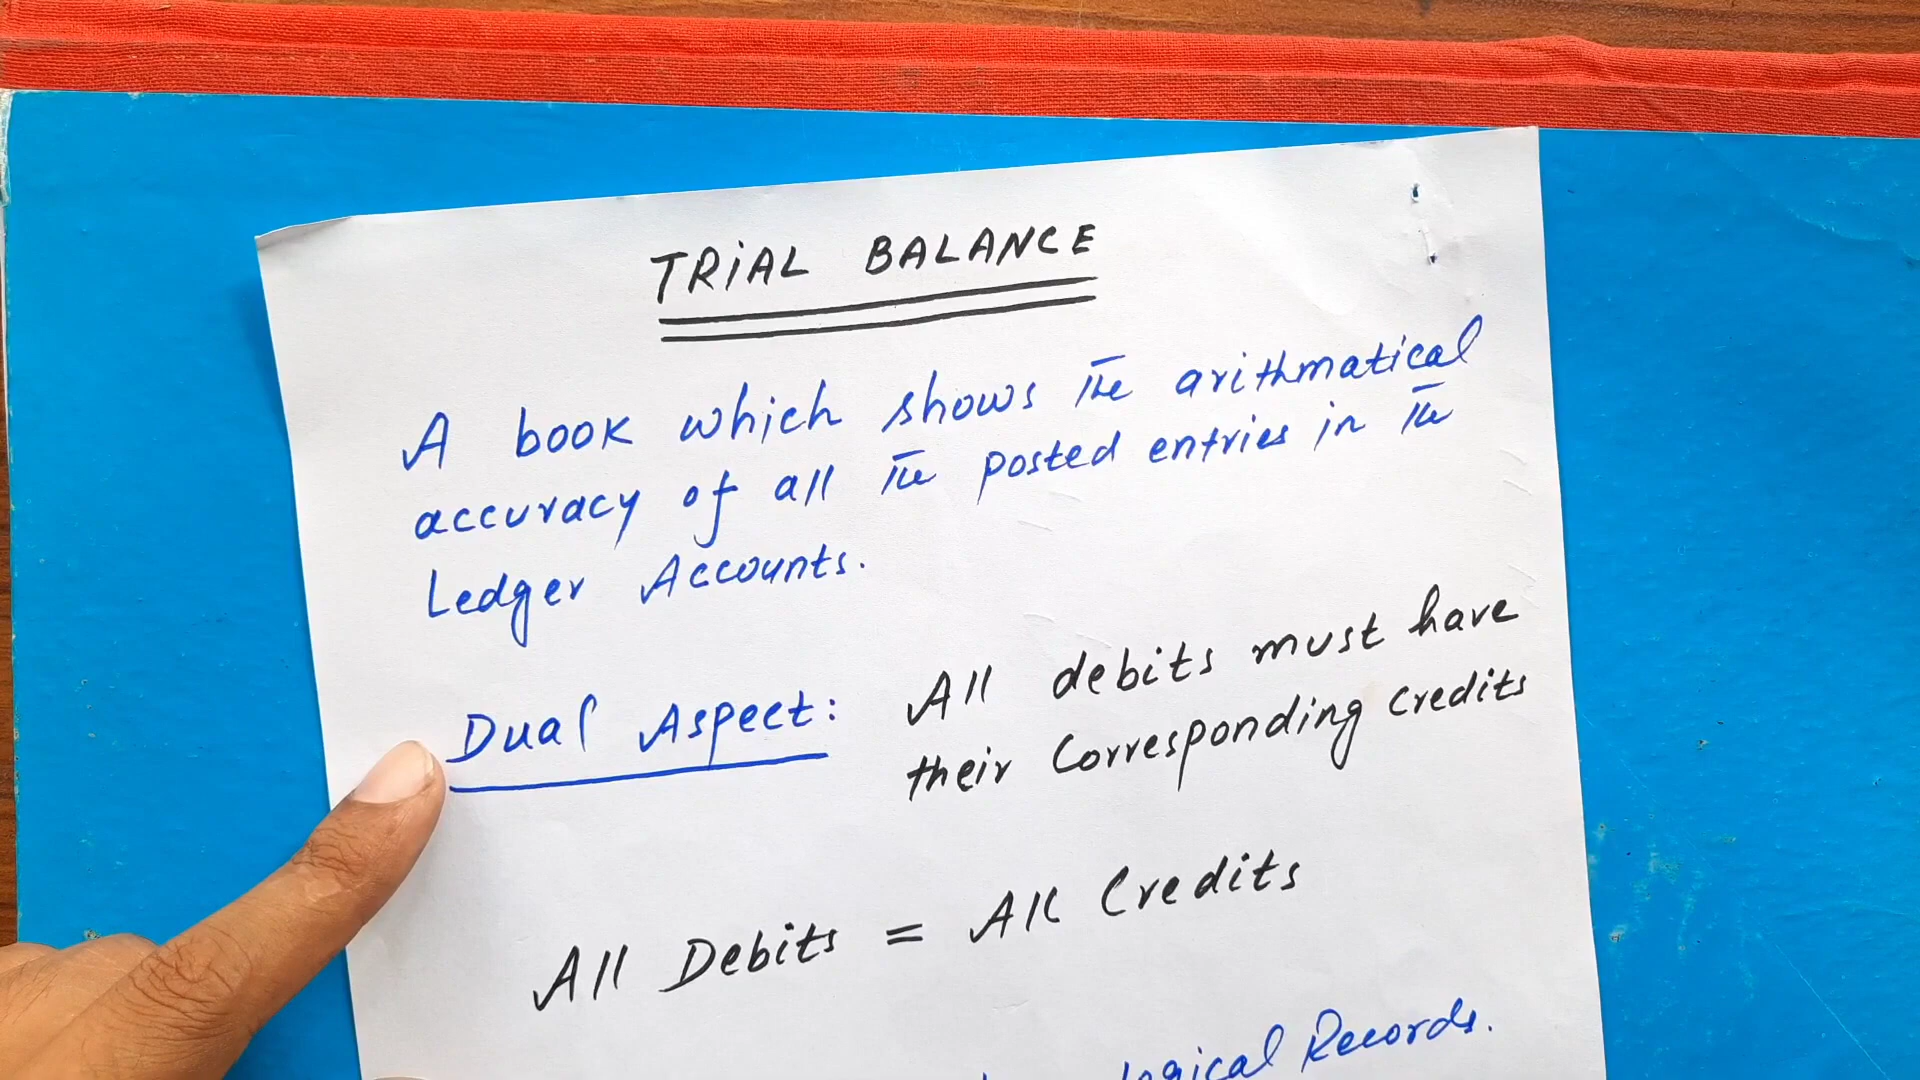 TRiAL BALANCE
A book which shows the arithmatical
accuracy of all the posted entries in the
Ledger Accounts.
Dual Aspect: All debits must have
their Corresponding Credits
All Debits = All Credits
Records.